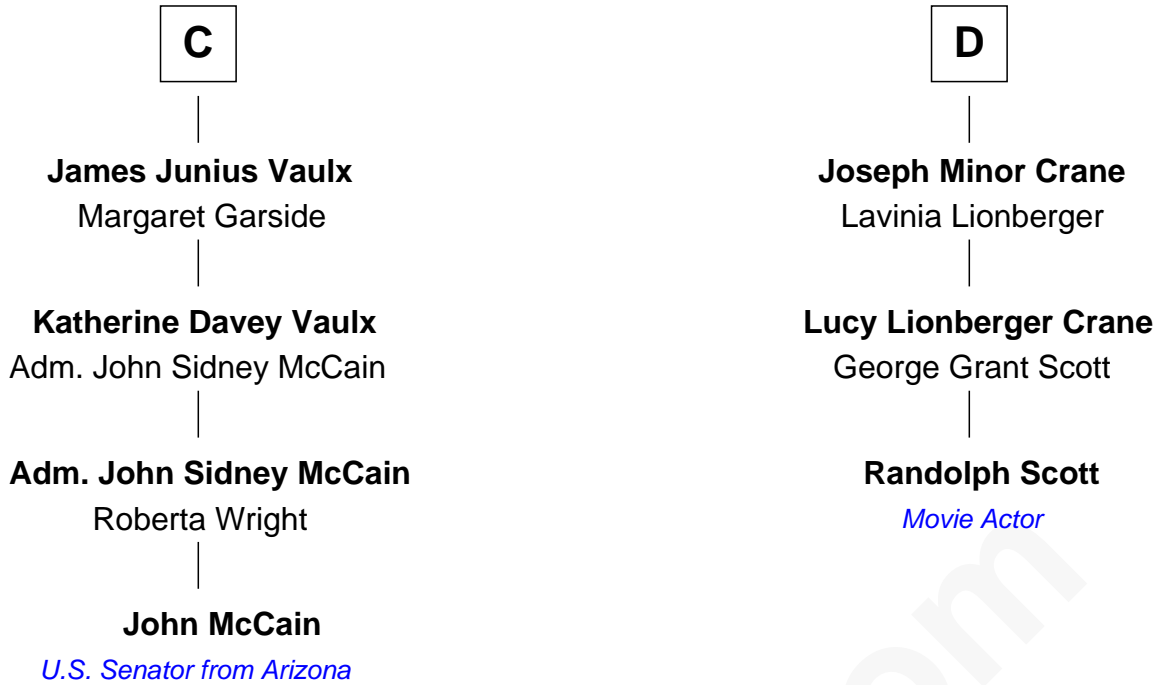 C
James Junius Vaulx
Margaret Garside
Katherine Davey Vaulx
Adm. John Sidney McCain
Adm. John Sidney McCain
Roberta Wright
John McCain
U.S. Senator from Arizona
D
Joseph Minor Crane
Lavinia Lionberger
Lucy Lionberger Crane
George Grant Scott
Randolph Scott
Movie Actor
om